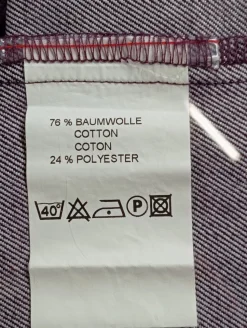 76 % BAUMWOLLE
COTTON
COTON
24 % POLYESTER
40° P